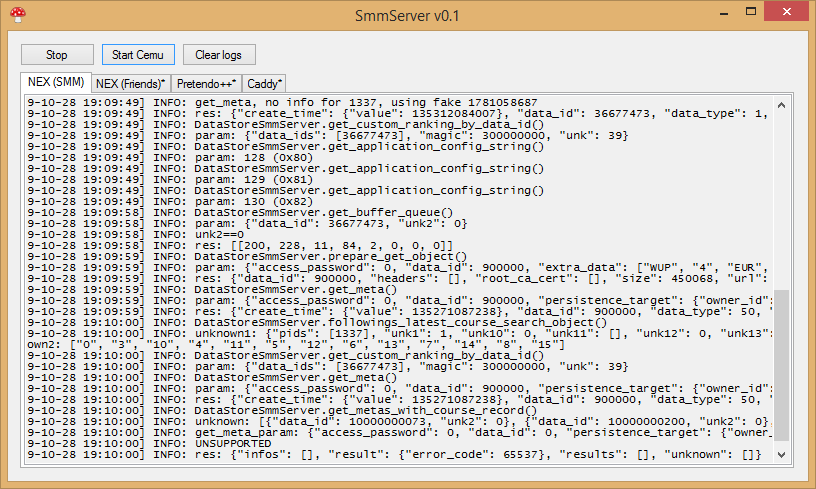 SmmServer v0.1
Stop
Start Cemu
Clear logs
NEX (SMM)
NEX (Friends)*
Pretendo++*
Caddy*
9-10-28 19:09:49] INFO: get_meta, no info for 1337, using fake 1781058687
9-10-28 19:09:49] INFO: res: {"create_time": {"value": 135312084007}, "data_id": 36677473, "data_type": 1,
9-10-28 19:09:49] INFO: DataStoreSmmServer.get_custom_ranking_by_data_id()
9-10-28 19:09:49] INFO: param: {"data_ids": [36677473], "magic": 300000000, "unk": 39}
9-10-28 19:09:49] INFO: DataStoreSmmServer.get_application_config_string()
9-10-28 19:09:49] INFO: param: 128 (0x80)
9-10-28 19:09:49] INFO: DataStoreSmmServer.get_application_config_string()
9-10-28 19:09:49] INFO: param: 129 (0x81)
9-10-28 19:09:49] INFO: DataStoreSmmServer.get_application_config_string()
9-10-28 19:09:49] INFO: param: 130 (0x82)
9-10-28 19:09:58] INFO: DataStoreSmmServer.get_buffer_queue()
9-10-28 19:09:58] INFO: param: {"data_id": 36677473, "unk2": 0}
9-10-28 19:09:58] INFO: unk2==0
9-10-28 19:09:58] INFO: res: [[200, 228, 11, 84, 2, 0, 0, 0]]
9-10-28 19:09:59] INFO: DataStoreSmmServer.prepare_get_object()
9-10-28 19:09:59] INFO: param: {"access_password": 0, "data_id": 900000, "extra_data": ["WUP", "4", "EUR",
9-10-28 19:09:59] INFO: res: {"data_id": 900000, "headers": [], "root_ca_cert": [], "size": 450068, "url":
9-10-28 19:09:59] INFO: DataStoreSmmServer.get_meta()
9-10-28 19:09:59] INFO: param: {"access_password": 0, "data_id": 900000, "persistence_target": {"owner_id":
9-10-28 19:09:59] INFO: res: {"create_time": {"value": 135271087238}, "data_id": 900000, "data_type": 50, "
9-10-28 19:10:00] INFO: DataStoreSmmServer.followings_latest_course_search_object()
9-10-28 19:10:00] INFO: unknown1: {"pids": [1337], "unk1": 1, "unk10": 0, "unk11": [], "unk12": 0, "unk13":
own2: ["0", "3", "10", "4", "11", "5", "12", "6", "13", "7", "14", "8", "15"]
9-10-28 19:10:00] INFO: DataStoreSmmServer.get_custom_ranking_by_data_id()
9-10-28 19:10:00] INFO: param: {"data_ids": [36677473], "magic": 300000000, "unk": 39}
9-10-28 19:10:00] INFO: DataStoreSmmServer.get_meta()
9-10-28 19:10:00] INFO: param: {"access_password": 0, "data_id": 900000, "persistence_target": {"owner_id":
9-10-28 19:10:00] INFO: res: {"create_time": {"value": 135271087238}, "data_id": 900000, "data_type": 50, "
9-10-28 19:10:00] INFO: DataStoreSmmServer.get_metas_with_course_record()
9-10-28 19:10:00] INFO: unknown: [{"data_id": 10000000073, "unk2": 0}, {"data_id": 10000000200, "unk2": 0},
9-10-28 19:10:00] INFO: get_meta_param: {"access_password": 0, "data_id": 0, "persistence_target": {"owner_
9-10-28 19:10:00] INFO: UNSUPPORTED
9-10-28 19:10:00] INFO: res: {"infos": [], "result": {"error_code": 65537}, "results": [], "unknown": []}